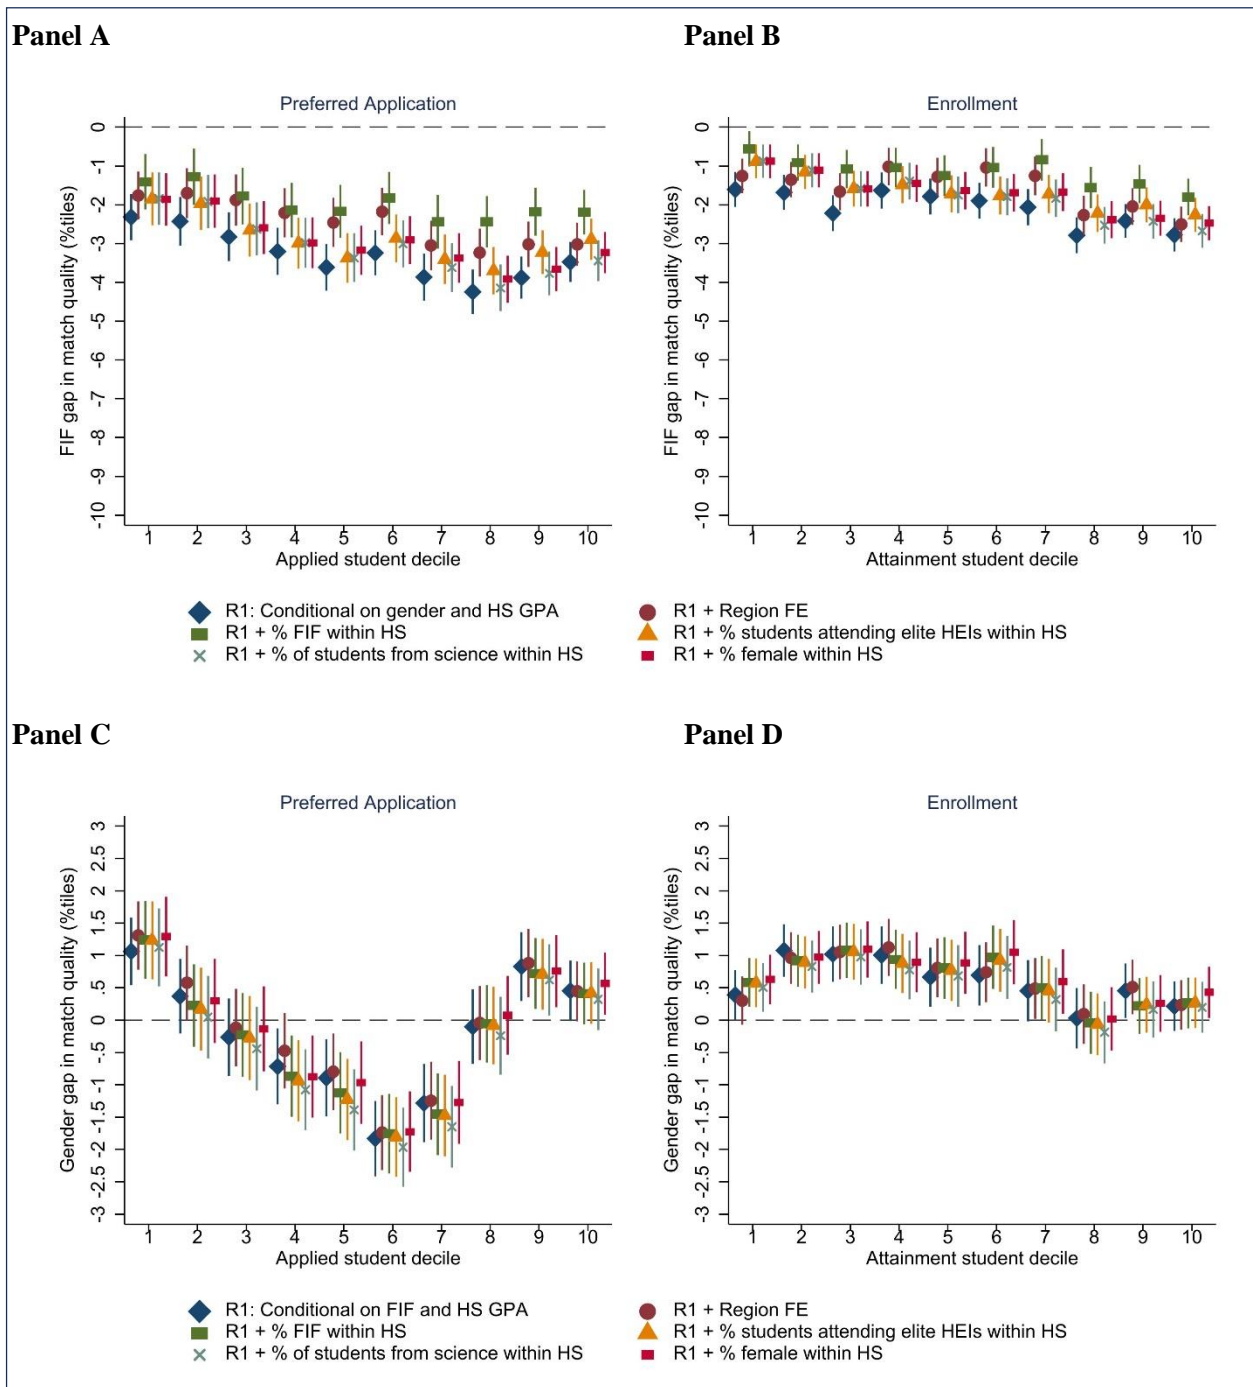 Panel A
Panel B
Preferred Application
FIF gap in match quality (%tiles)
0
-1
-2
-3
-4
-5
-6
-7
-8
-9
-10
1 2 3 4 5 6 7 8 9 10
Applied student decile
Enrollment
FIF gap in match quality (%tiles)
0
-1
-2
-3
-4
-5
-6
-7
-8
-9
-10
1 2 3 4 5 6 7 8 9 10
Attainment student decile
R1: Conditional on gender and HS GPA
R1 + Region FE
R1 + % FIF within HS
R1 + % students attending elite HEIs within HS
R1 + % of students from science within HS
R1 + % female within HS
Panel C
Panel D
Preferred Application
Gender gap in match quality (%tiles)
3
2.5
2
1.5
1
.5
0
-.5
-1
-1.5
-2
-2.5
-3
1 2 3 4 5 6 7 8 9 10
Applied student decile
Enrollment
Gender gap in match quality (%tiles)
3
2.5
2
1.5
1
.5
0
-.5
-1
-1.5
-2
-2.5
-3
1 2 3 4 5 6 7 8 9 10
Attainment student decile
R1: Conditional on FIF and HS GPA
R1 + Region FE
R1 + % FIF within HS
R1 + % students attending elite HEIs within HS
R1 + % of students from science within HS
R1 + % female within HS